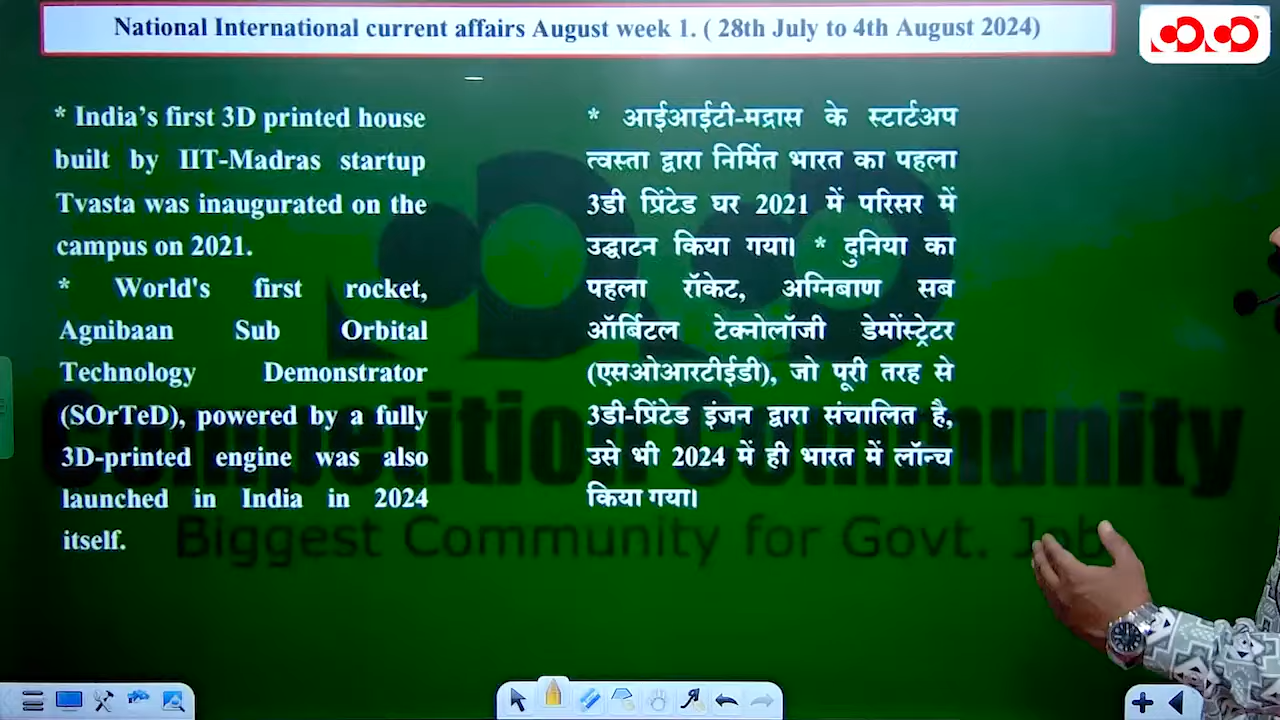 National International current affairs August week 1. ( 28th July to 4th August 2024)
* India's first 3D printed house
built by IIT-Madras startup
Tvasta was inaugurated on the
campus on 2021.
* World's first rocket,
Agnibaan Sub Orbital
Technology Demonstrator
(SOrTeD), powered by a fully
3D-printed engine was also
launched in India in 2024
itself.
* आईआईटी-मद्रास के स्टार्टअप
त्वस्ता द्वारा निर्मित भारत का पहला
3डी प्रिंटेड घर 2021 में परिसर में
उद्घाटन किया गया। * दुनिया का
पहला रॉकेट, अग्निबाण सब
ऑर्बिटल टेक्नोलॉजी डेमोंस्ट्रेटर
(एसओआरटीईडी), जो पूरी तरह से
3डी-प्रिंटेड इंजन द्वारा संचालित है,
उसे भी 2024 में ही भारत में लॉन्च
किया गया।
Competition Community
Biggest Community for Govt. Job